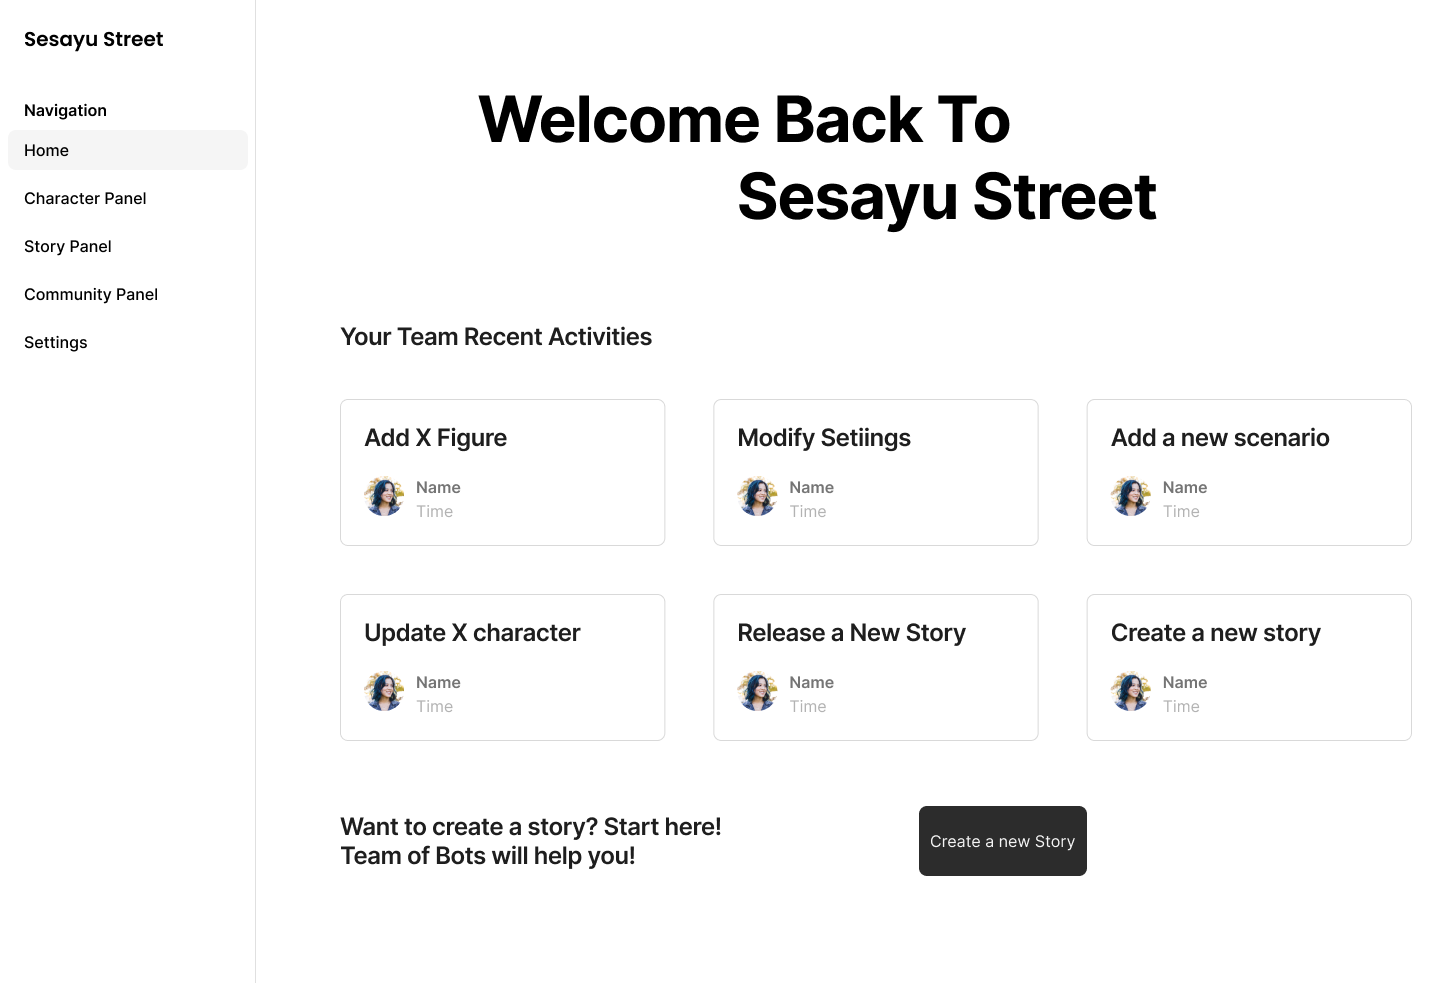 Sesayu Street
Navigation
Home
Character Panel
Story Panel
Community Panel
Settings
Welcome Back To
Sesayu Street
Your Team Recent Activities
Add X Figure
Name
Time
Modify Setiings
Name
Time
Add a new scenario
Name
Time
Update X character
Name
Time
Release a New Story
Name
Time
Create a new story
Name
Time
Want to create a story? Start here!
Team of Bots will help you!
Create a new Story